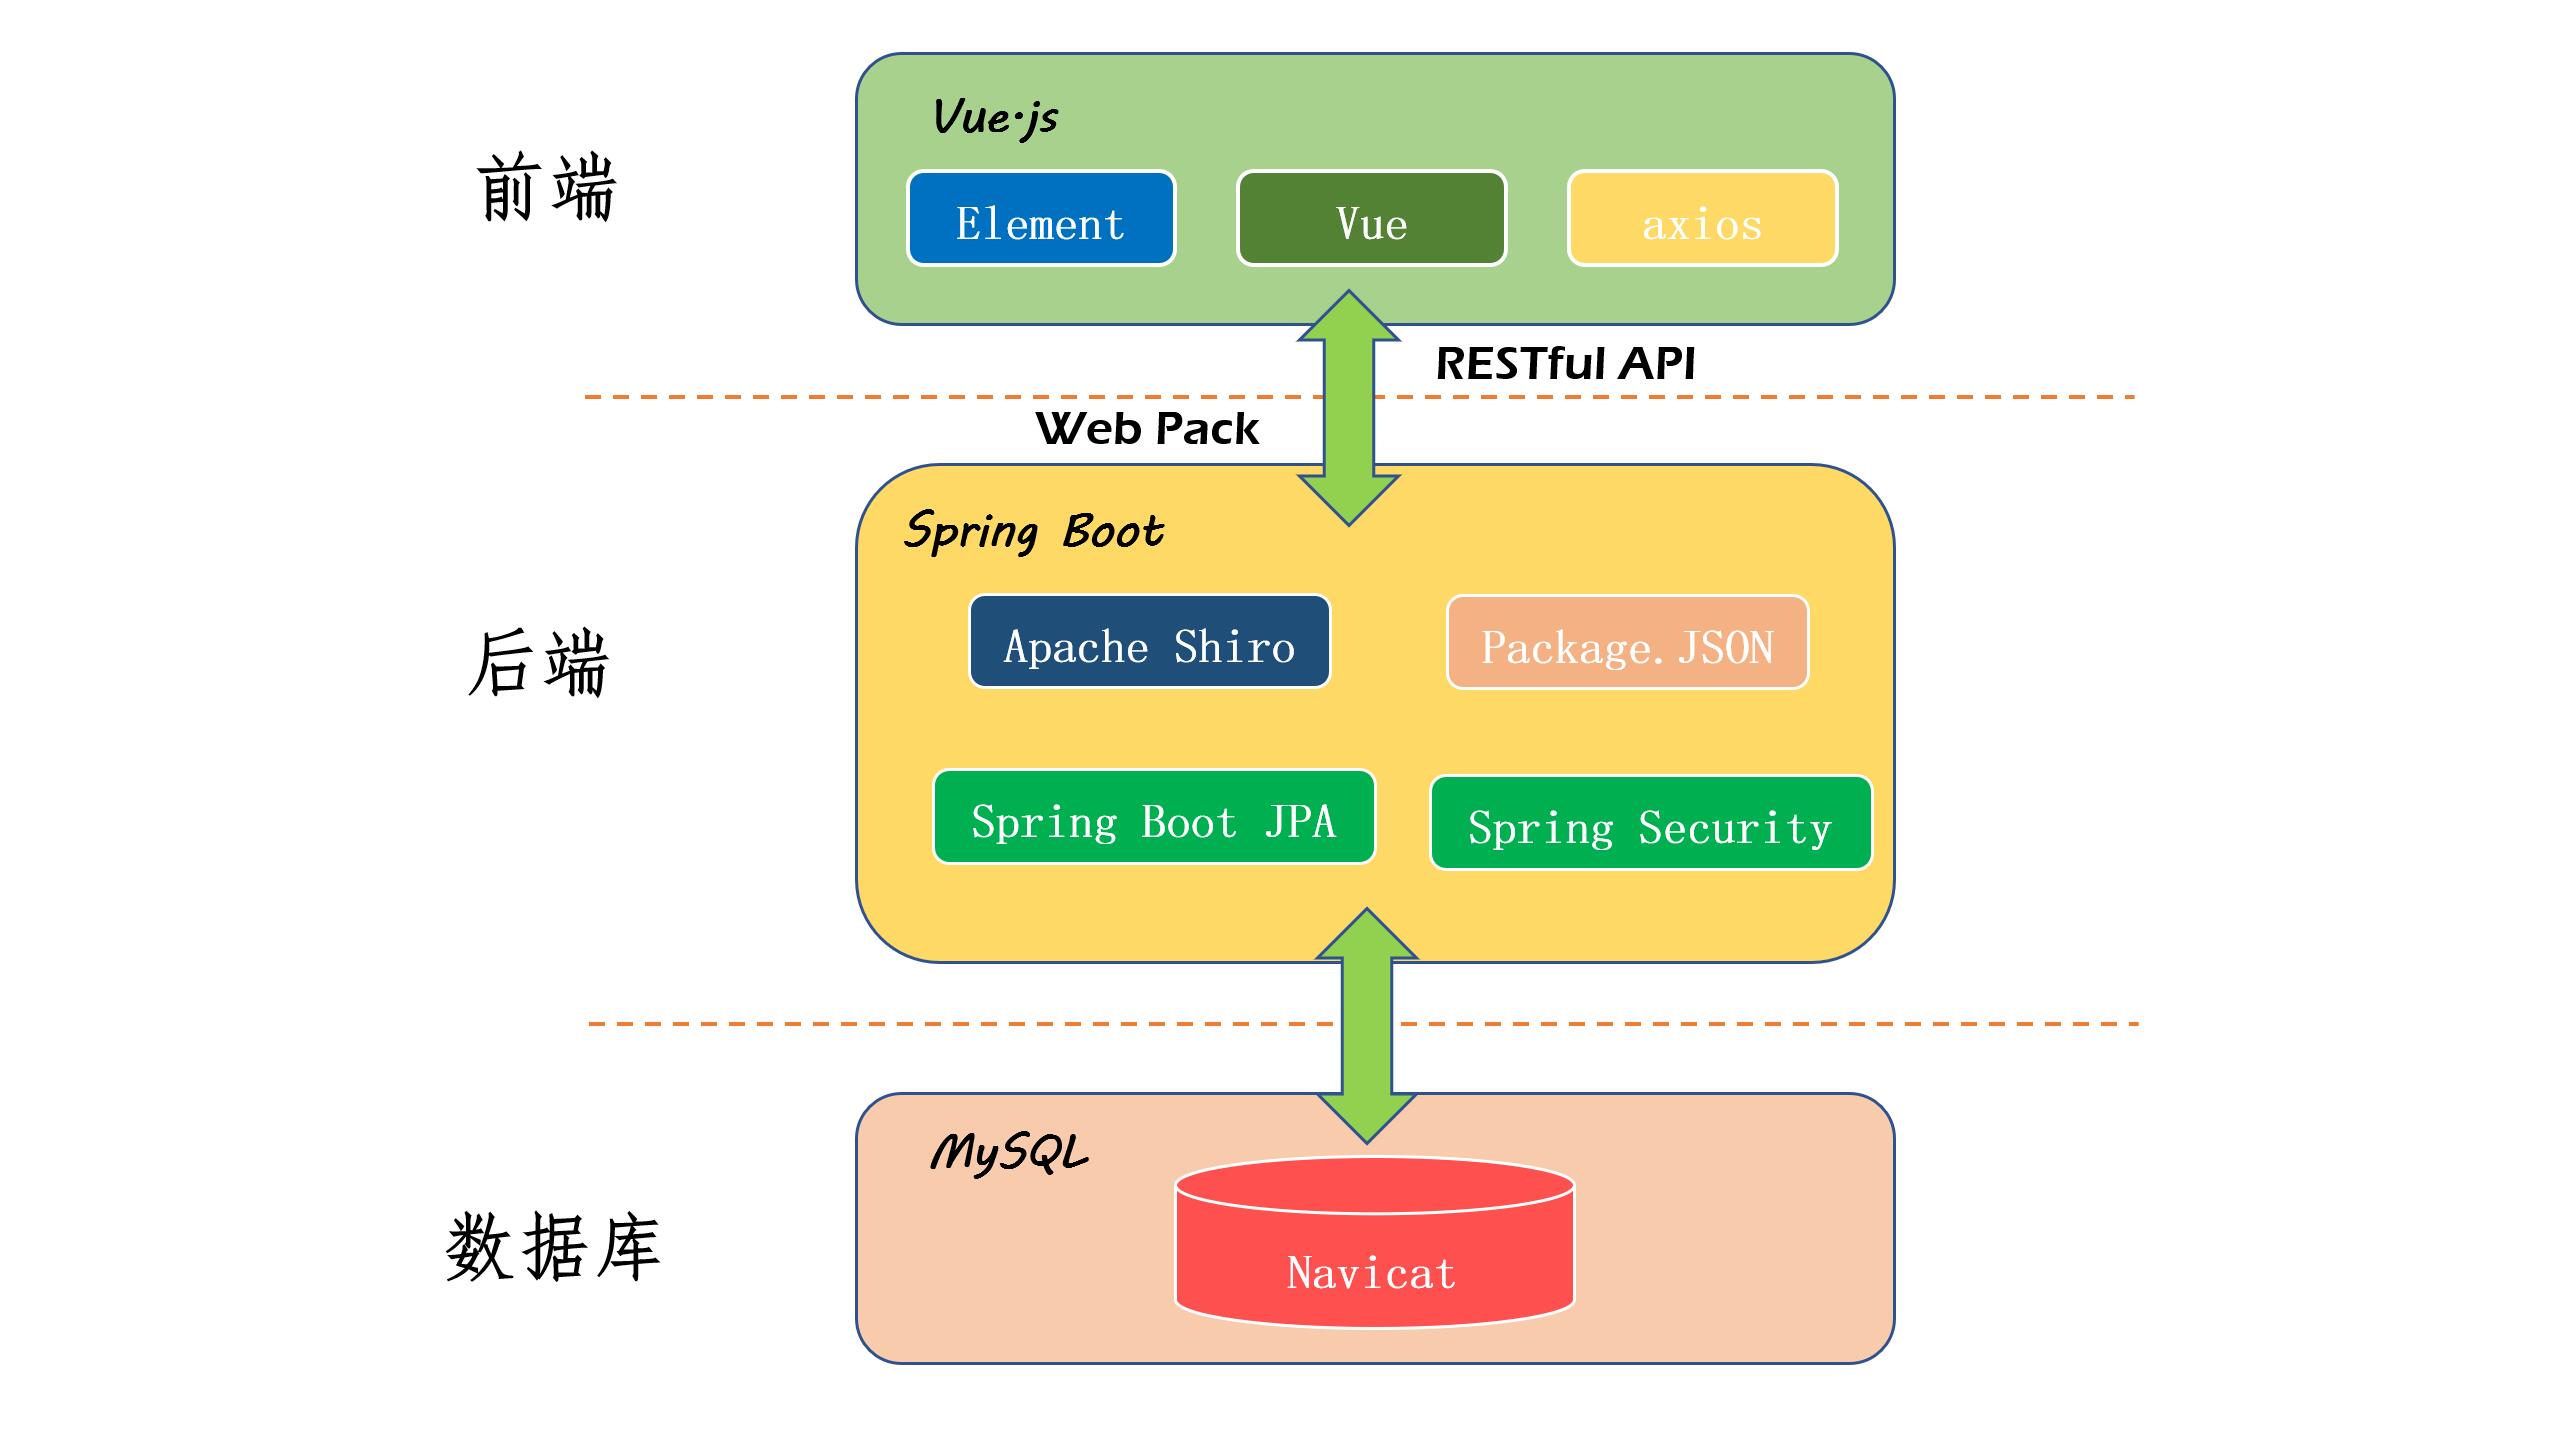 前端
Vue.js
Element
Vue
axios
RESTful API
Web Pack
后端
Spring Boot
Apache Shiro
Package.JSON
Spring Boot JPA
Spring Security
数据库
MySQL
Navicat